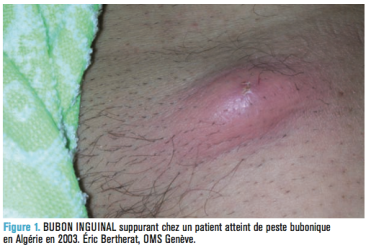 Figure 1. BUBON INGUINAL suppurant chez un patient atteint de peste bubonique
en Algérie en 2003. Éric Bertherat, OMS Genève.